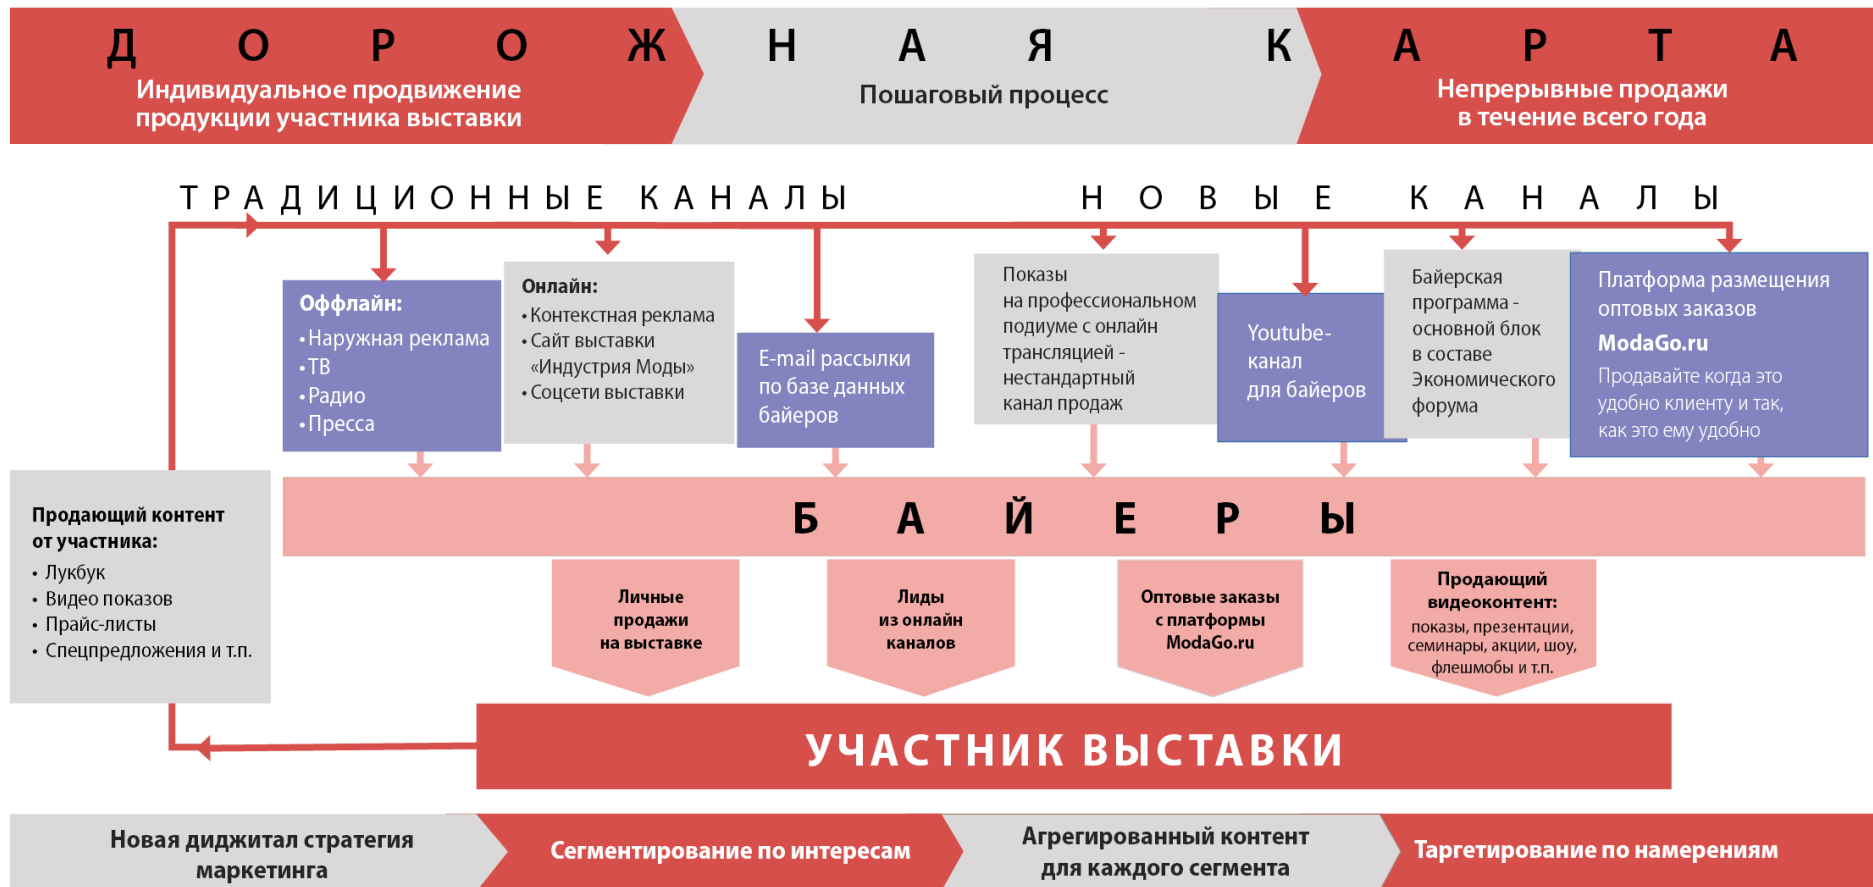 ДОРОЖНАЯ КАРТА
Индивидуальное продвижение
продукции участника выставки
Пошаговый процесс
Непрерывные продажи
в течение всего года
ТРАДИЦИОННЫЕ КАНАЛЫ
НОВЫЕ КАНАЛЫ
Оффлайн:
• Наружная реклама
• ТВ
• Радио
• Пресса
Онлайн:
• Контекстная реклама
• Сайт выставки
«Индустрия Моды»
• Соцсети выставки
E-mail рассылки
по базе данных
байеров
Показы
на профессиональном
подиуме с онлайн
трансляцией -
нестандартный
канал продаж
Youtube-
канал
для байеров
Байерская
программа -
основной блок
в составе
Экономического
форума
Платформа размещения
оптовых заказов
ModaGo.ru
Продавайте когда это
удобно клиенту и так,
как это ему удобно
Продающий контент
от участника:
• Лукбук
• Видео показов
• Прайс-листы
• Спецпредложения и т.п.
БАЙЕРЫ
Личные
продажи
на выставке
Лиды
из онлайн
каналов
Оптовые заказы
с платформы
ModaGo.ru
Продающий
видеоконтент:
показы, презентации,
семинары, акции, шоу,
флешмобы и т.п.
УЧАСТНИК ВЫСТАВКИ
Новая диджитал стратегия
маркетинга
Сегментирование по интересам
Агрегированный контент
для каждого сегмента
Таргетирование по намерениям